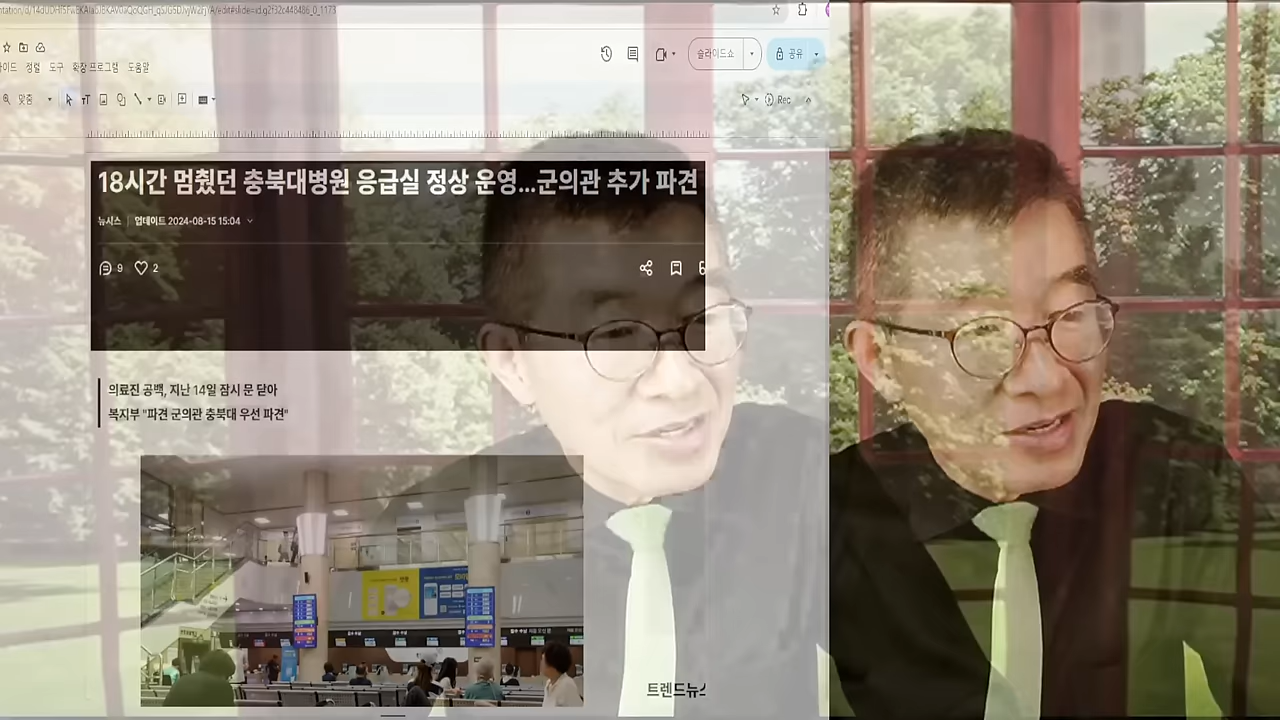 슬라이드쇼
공유
이드 정렬 도구 확장 프로그램 도움말
맞춤
Rec
18시간 멈췄던 충북대병원 응급실 정상 운영...군의관 추가 파견
뉴시스 | 업데이트 2024-08-15 15:04
9 2
의료진 공백, 지난 14일 잠시 문 닫아
복지부 "파견 군의관 충북대 우선 파견"
트렌드뉴스